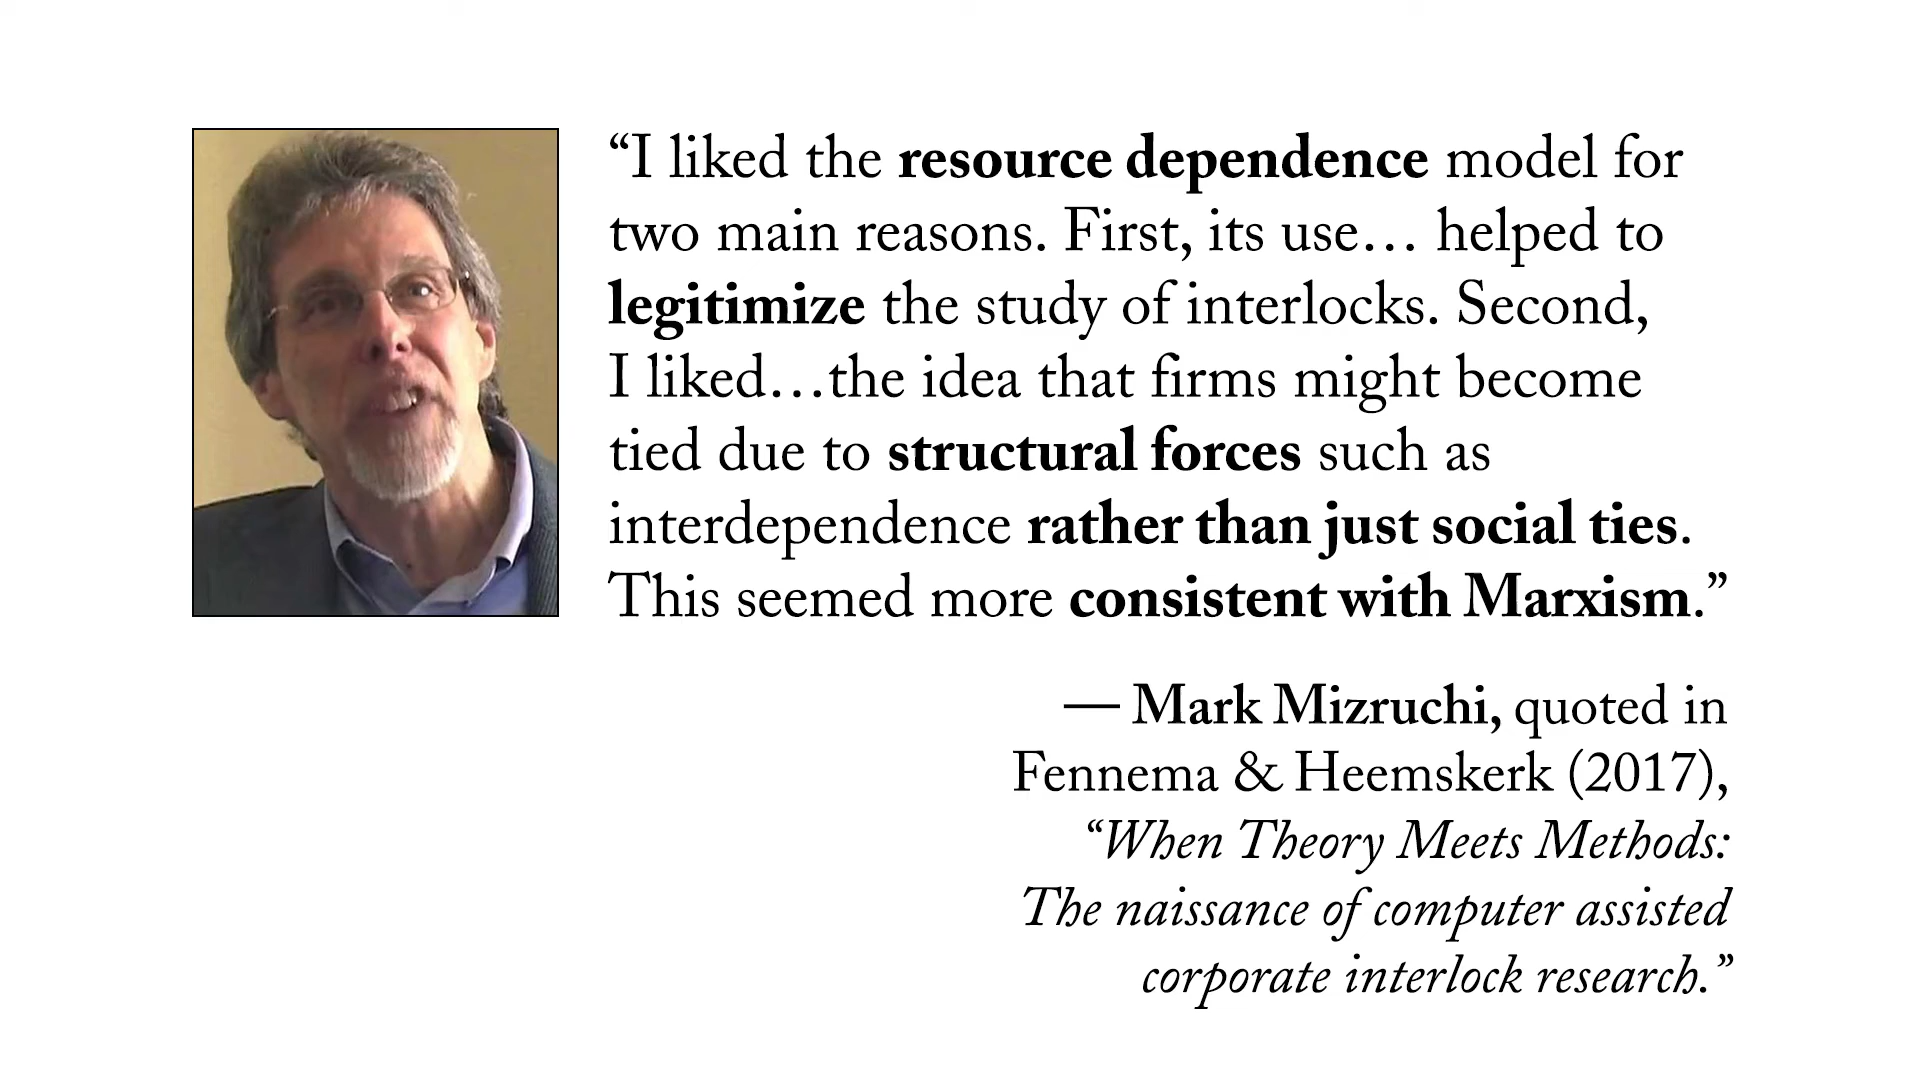 “I liked the resource dependence model for
two main reasons. First, its use… helped to
legitimize the study of interlocks. Second,
I liked…the idea that firms might become
tied due to structural forces such as
interdependence rather than just social ties.
This seemed more consistent with Marxism.”
— Mark Mizruchi, quoted in
Fennema & Heemskerk (2017),
“When Theory Meets Methods:
The naissance of computer assisted
corporate interlock research.”